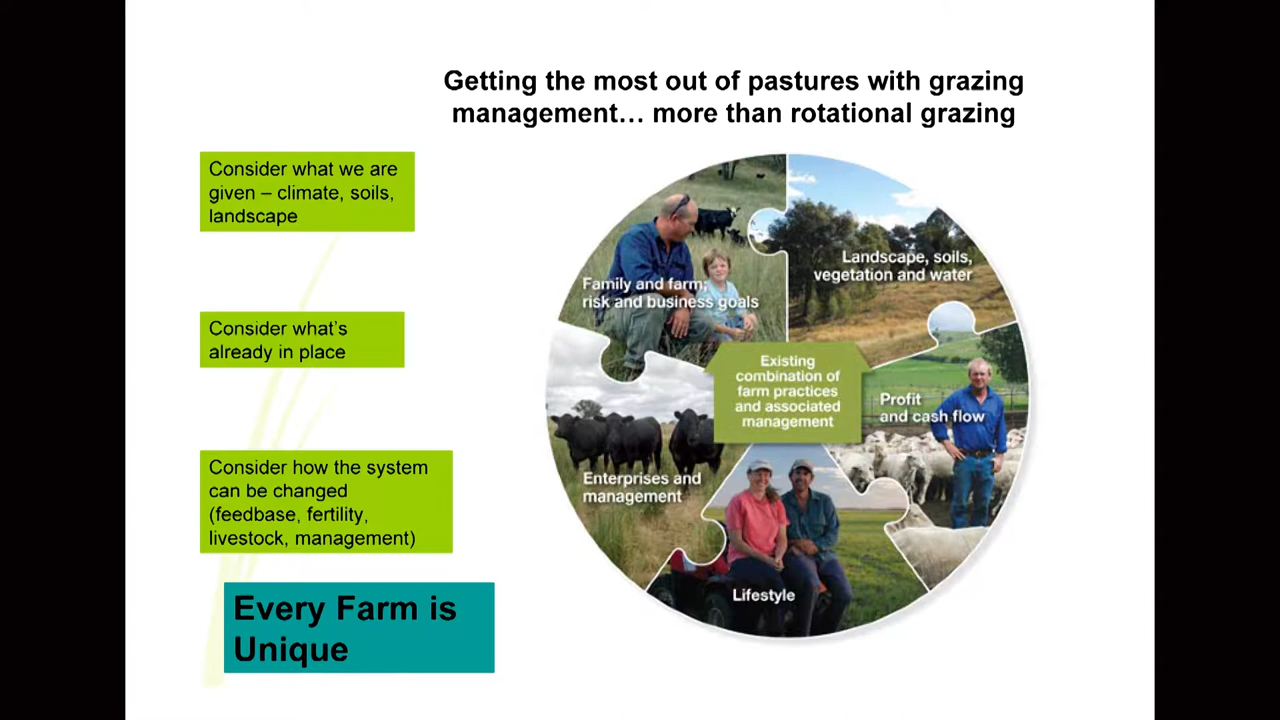 Getting the most out of pastures with grazing
management… more than rotational grazing
Consider what we are
given – climate, soils,
landscape
Consider what’s
already in place
Consider how the system
can be changed
(feedbase, fertility,
livestock, management)
Every Farm is
Unique
Family and farm;
risk and business goals
Landscape, soils,
vegetation and water
Existing
combination of
farm practices
and associated
management
Profit
and cash flow
Enterprises and
management
Lifestyle